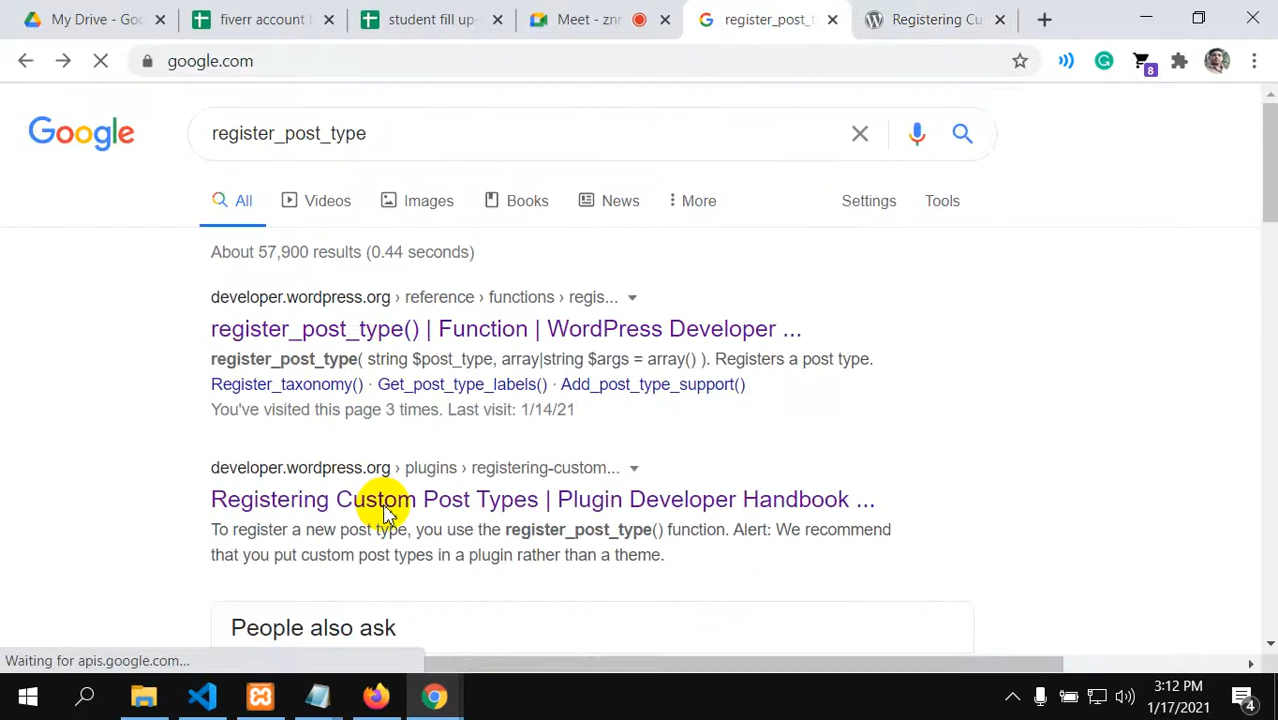 My Drive - Go
fiverr account f
student fill up-
Meet - znr
register_post_t
Registering Cu
google.com
8
Google
register_post_type
All
Videos
Images
Books
News
More
Settings
Tools
About 57,900 results (0.44 seconds)
developer.wordpress.org › reference › functions › regis...
register_post_type() | Function | WordPress Developer ...
register_post_type( string $post_type, array|string $args = array() ). Registers a post type.
Register_taxonomy() · Get_post_type_labels() · Add_post_type_support()
You've visited this page 3 times. Last visit: 1/14/21
developer.wordpress.org › plugins › registering-custom...
Registering Custom Post Types | Plugin Developer Handbook ...
To register a new post type, you use the register_post_type() function. Alert: We recommend
that you put custom post types in a plugin rather than a theme.
People also ask
Waiting for apis.google.com...
3:12 PM
1/17/2021
4